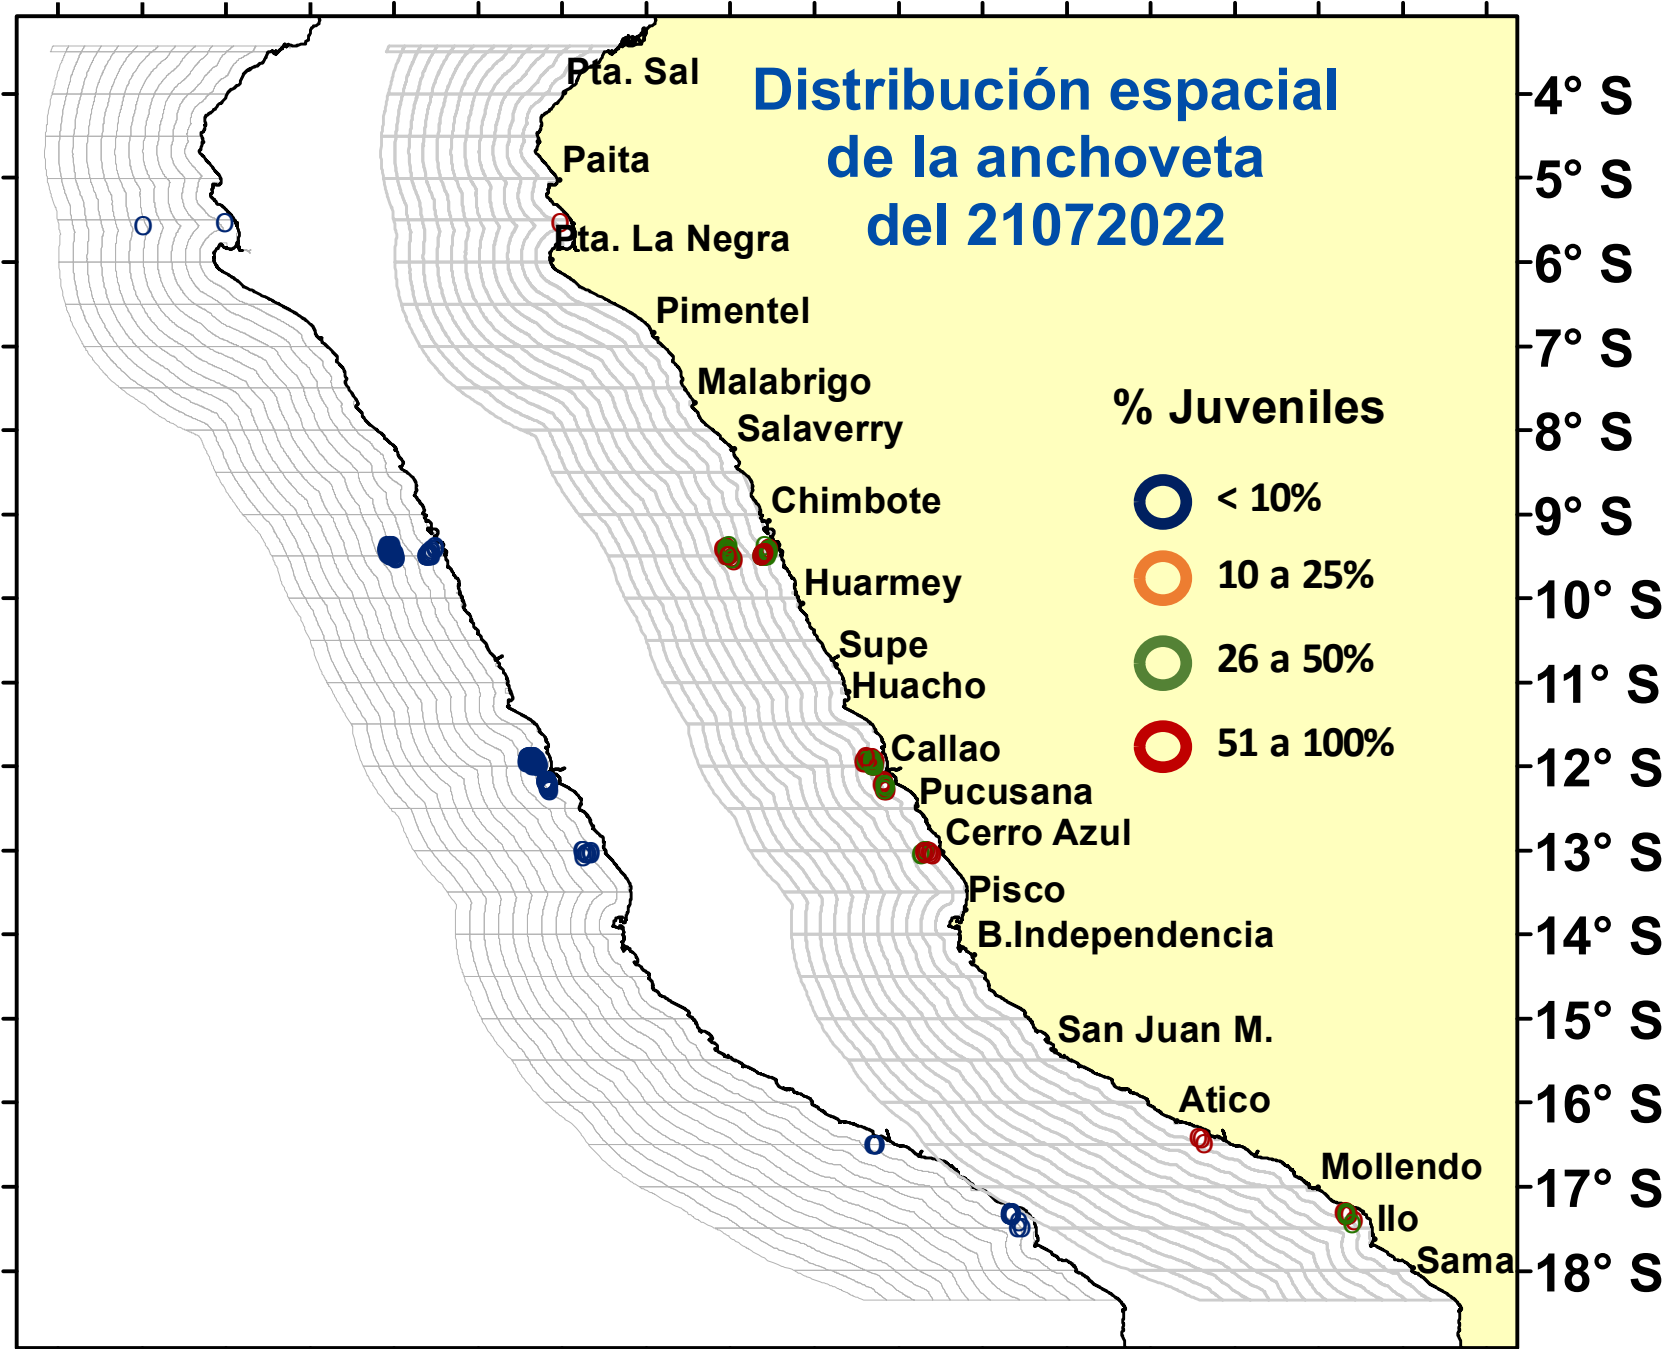 Distribución espacial
de la anchoveta
del 21072022
Pta. Sal
Paita
Pta. La Negra
Pimentel
Malabrigo
Salaverry
Chimbote
Huarmey
Supe
Huacho
Callao
Pucusana
Cerro Azul
Pisco
B.Independencia
San Juan M.
Atico
Mollendo
Ilo
Sama
% Juveniles
< 10%
10 a 25%
26 a 50%
51 a 100%
4° S
5° S
6° S
7° S
8° S
9° S
10° S
11° S
12° S
13° S
14° S
15° S
16° S
17° S
18° S